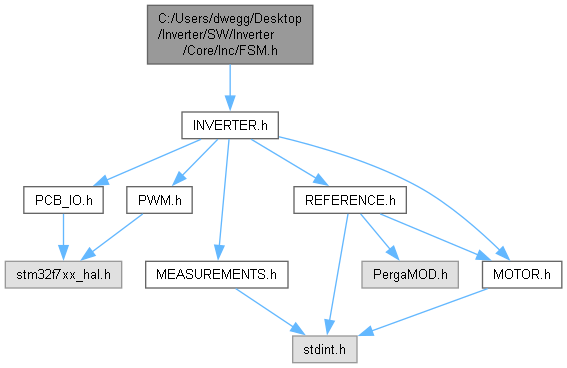 C:/Users/dwegg/Desktop
/Inverter/SW/Inverter
/Core/Inc/FSM.h
INVERTER.h
PCB_IO.h
PWM.h
REFERENCE.h
stm32f7xx_hal.h
MEASUREMENTS.h
PergaMOD.h
MOTOR.h
stdint.h